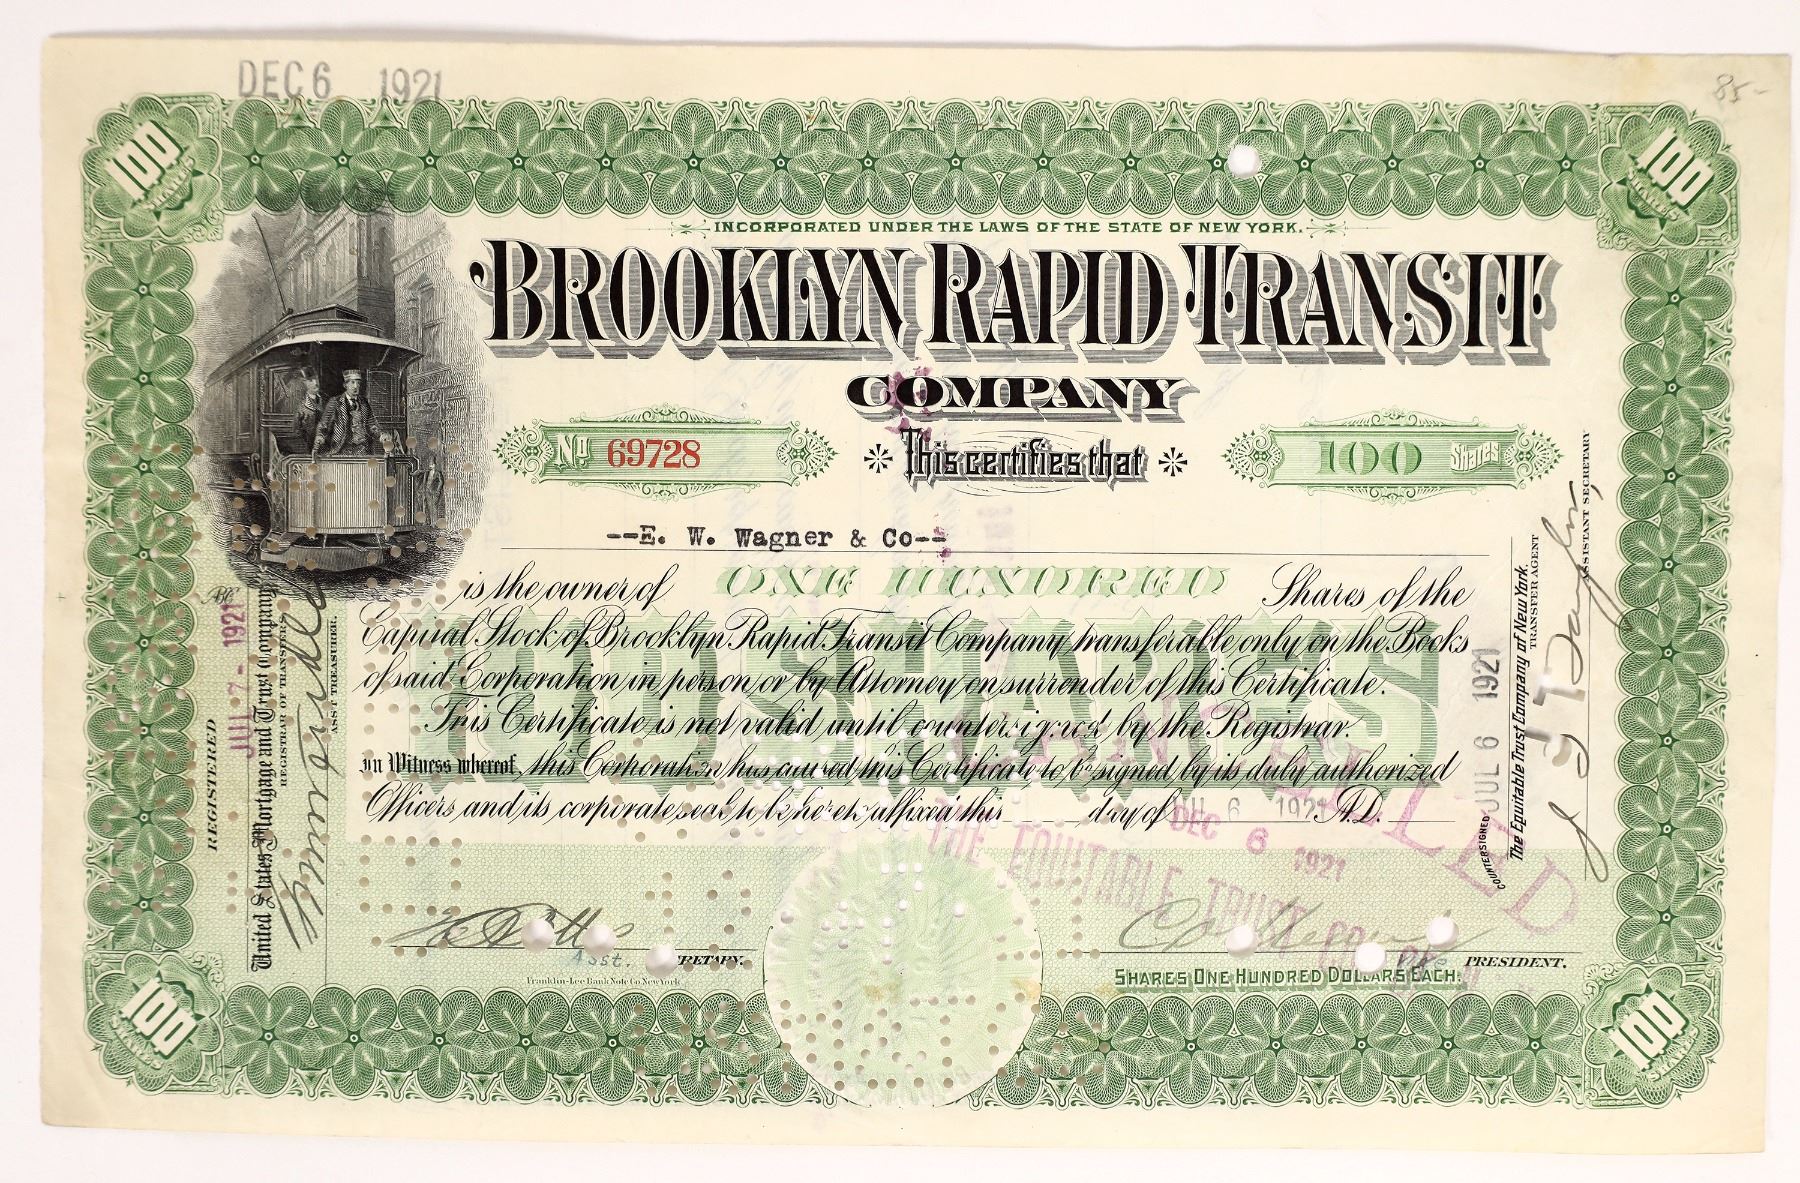 DEC 6 1921
85-
100 SHARES
100 SHARES
INCORPORATED UNDER THE LAWS OF THE STATE OF NEW YORK.
BROOKLYN RAPID TRANSIT
COMPANY
No 69728
This certifies that
100 Shares
--E. W. Wagner & Co--
is the owner of ONE HUNDRED Shares of the
Capital Stock of Brooklyn Rapid Transit Company transferable only on the Books
of said Corporation in person or by Attorney on surrender of this Certificate.
This Certificate is not valid until countersigned by the Registrar.
In Witness whereof, this Corporation has caused this Certificate to be signed by its duly authorized
Officers and its corporate seal to be hereto affixed this day of JUL 6 1921 A.D.
100 SHARES
CANCELLED
DEC 6 1921
THE EQUITABLE TRUST CO
Asst. SECRETARY.
PRESIDENT.
Franklin-Lee Bank Note Co. New York
SHARES ONE HUNDRED DOLLARS EACH.
100 SHARES
100 SHARES
REGISTERED
JUL 7 - 1921
United States Mortgage and Trust Company
REGISTRAR OF TRANSFERS
ASS'T TREASURER.
COUNTERSIGNED JUL 6 1921
The Equitable Trust Company of New York
TRANSFER AGENT
ASSISTANT SECRETARY